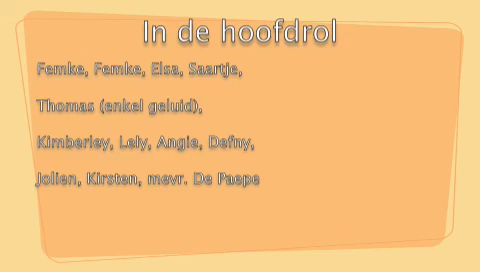 In de hoofdrol
Femke, Femke, Elsa, Saartje,
Thomas (enkel geluid),
Kimberley, Lely, Angie, Defny,
Jolien, Kirsten, mevr. De Paepe